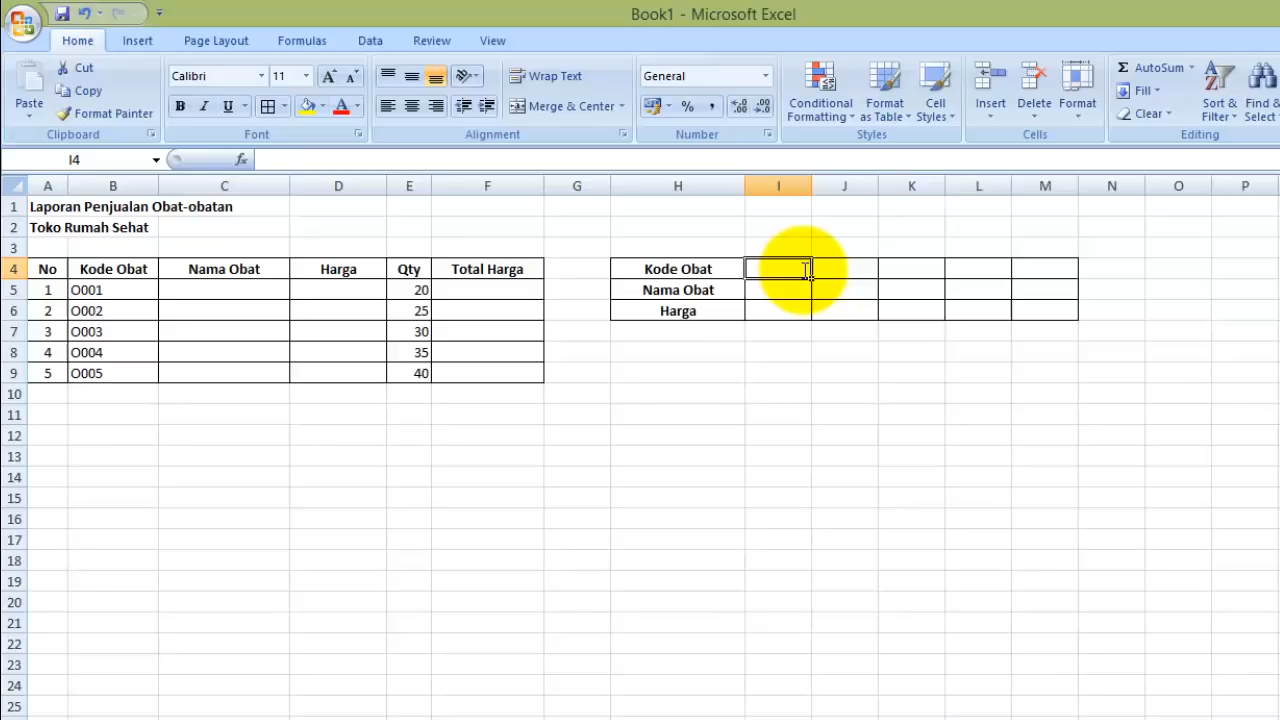 Book1 - Microsoft Excel
Home Insert Page Layout Formulas Data Review View
Paste
Cut
Copy
Format Painter
Clipboard
Calibri 11
B I U
Font
Wrap Text
Merge & Center
Alignment
General
% ,
Number
Conditional Formatting
Format as Table
Cell Styles
Styles
Insert
Delete
Format
Cells
AutoSum
Fill
Clear
Sort & Filter
Find & Select
Editing
I4
fx
A B C D E F G H I J K L M N O P
1 Laporan Penjualan Obat-obatan
2 Toko Rumah Sehat
3
4 No Kode Obat Nama Obat Harga Qty Total Harga Kode Obat
5 1 O001 20 Nama Obat
6 2 O002 25 Harga
7 3 O003 30
8 4 O004 35
9 5 O005 40
10
11
12
13
14
15
16
17
18
19
20
21
22
23
24
25